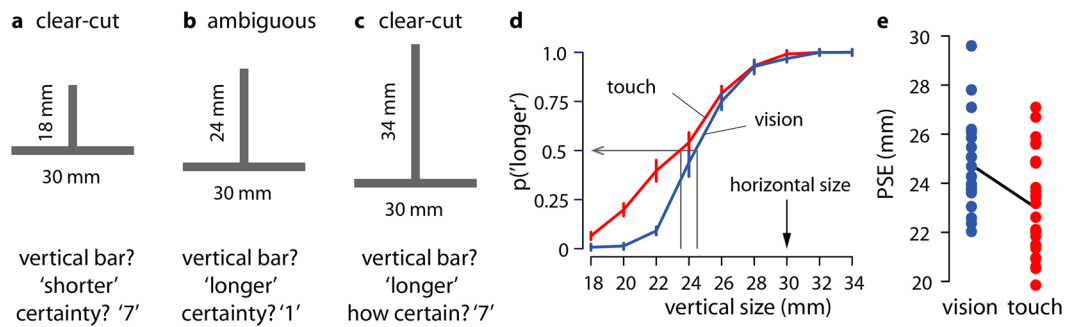 a clear-cut
18 mm
30 mm
vertical bar?
‘shorter’
certainty? ‘7’
b ambiguous
24 mm
30 mm
vertical bar?
‘longer’
certainty? ‘1’
c clear-cut
34 mm
30 mm
vertical bar?
‘longer’
how certain? ‘7’
d
p(‘longer’)
1.0
0.75
0.5
0.25
0
touch
vision
horizontal size
18 20 22 24 26 28 30 32 34
vertical size (mm)
e
PSE (mm)
30
28
26
24
22
20
vision touch